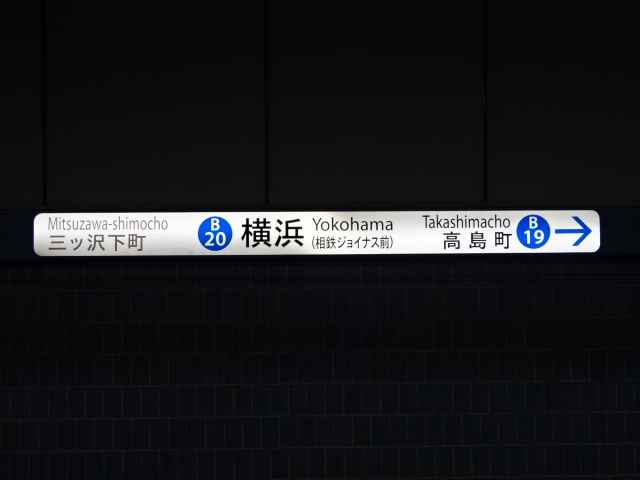 Mitsuzawa-shimocho
三ッ沢下町
B
20
横浜
Yokohama
(相鉄ジョイナス前)
Takashimacho
高島町
B
19